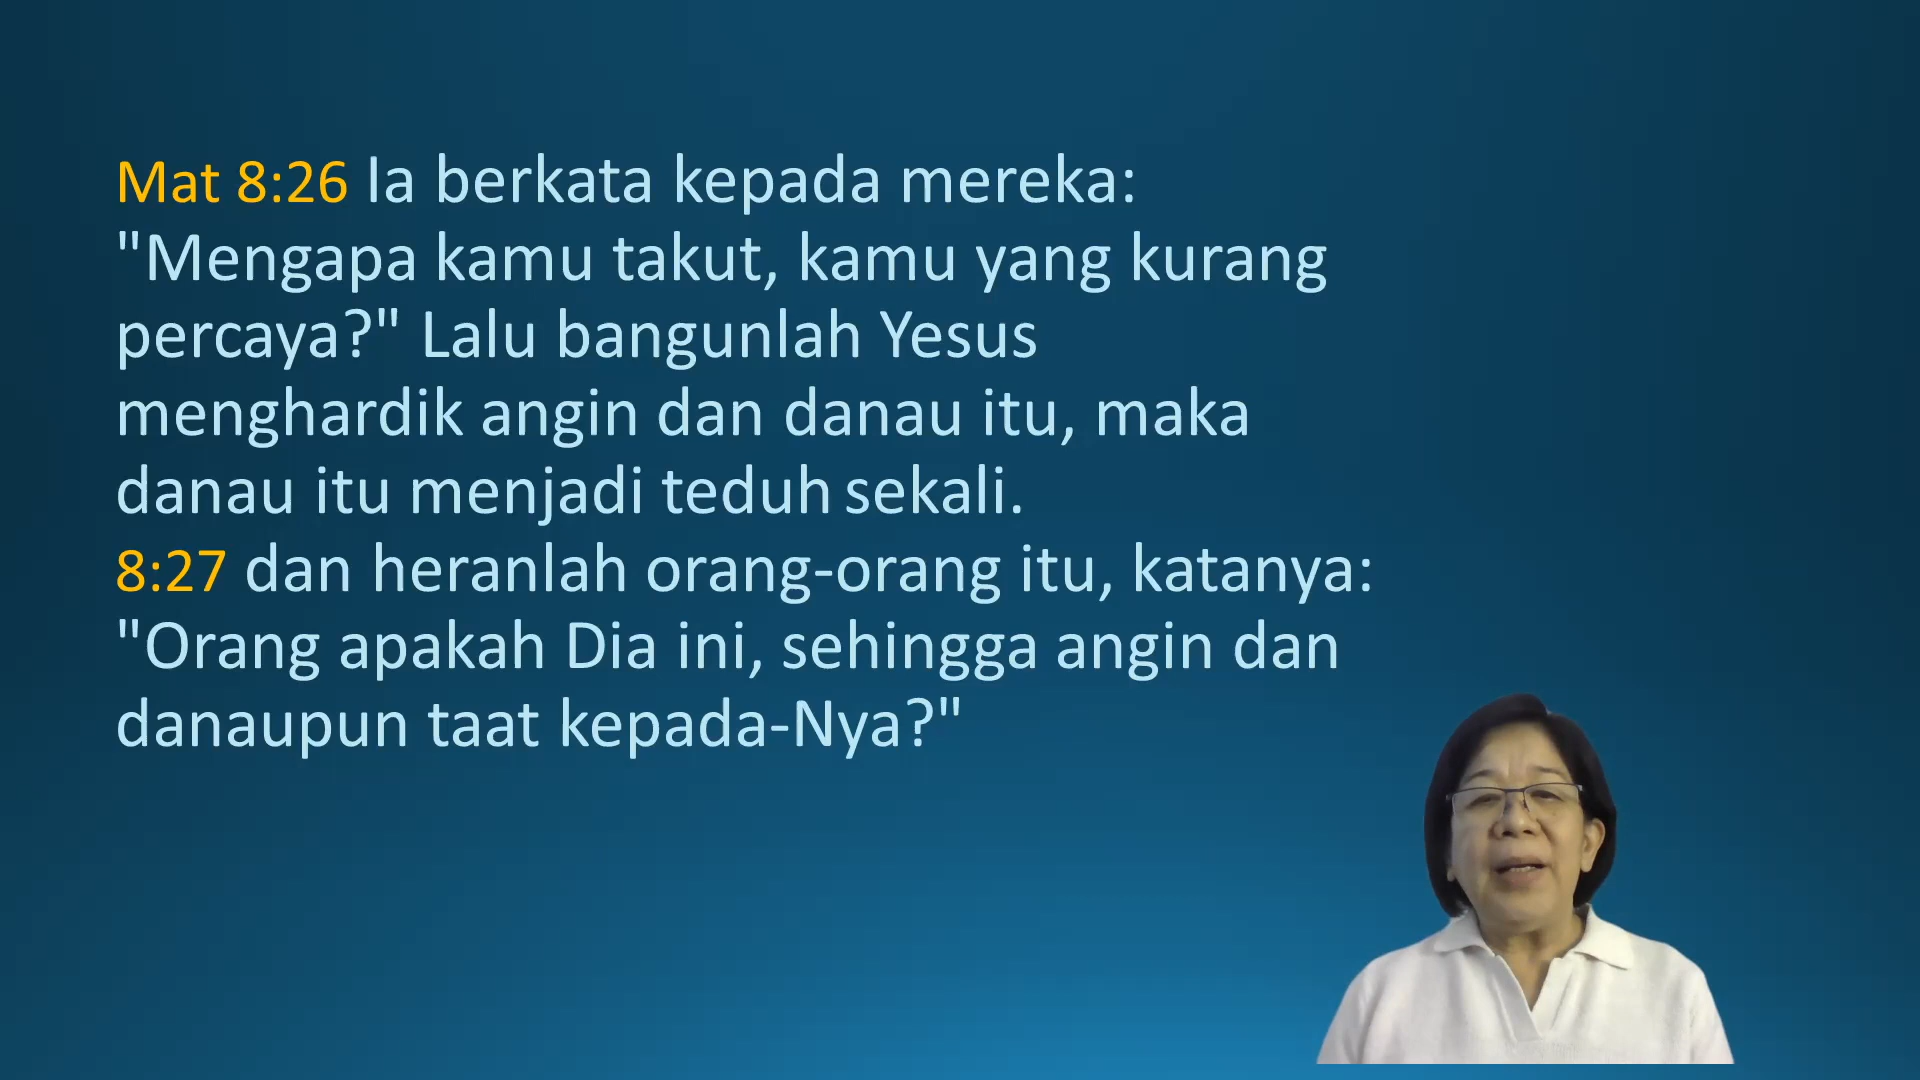 Mat 8:26 Ia berkata kepada mereka:
"Mengapa kamu takut, kamu yang kurang
percaya?" Lalu bangunlah Yesus
menghardik angin dan danau itu, maka
danau itu menjadi teduh sekali.
8:27 dan heranlah orang-orang itu, katanya:
"Orang apakah Dia ini, sehingga angin dan
danaupun taat kepada-Nya?"